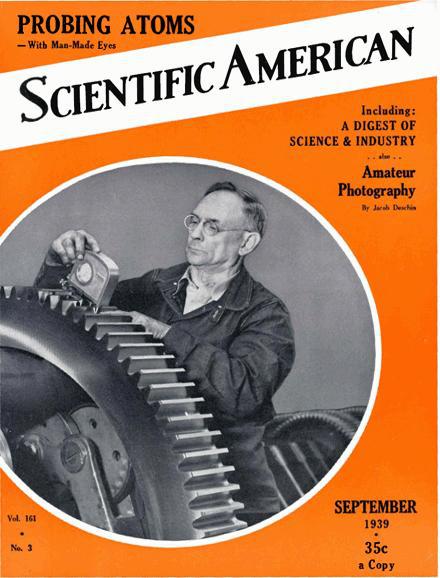 PROBING ATOMS
— With Man-Made Eyes
SCIENTIFIC AMERICAN
Including:
A DIGEST OF
SCIENCE & INDUSTRY
. . also . .
Amateur
Photography
By Jacob Deschin
Vol. 161
•
No. 3
SEPTEMBER
1939
•
35c
a Copy